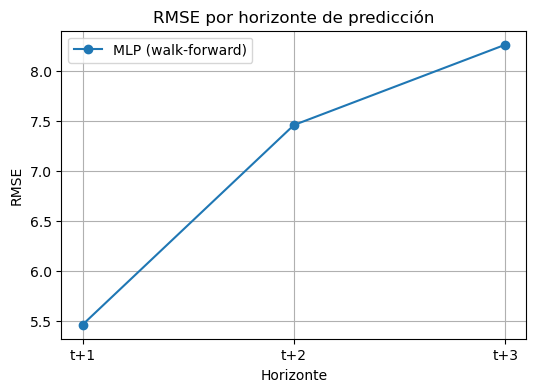 RMSE por horizonte de predicción
MLP (walk-forward)
8.0
7.5
7.0
6.5
6.0
5.5
RMSE
t+1 t+2 t+3
Horizonte